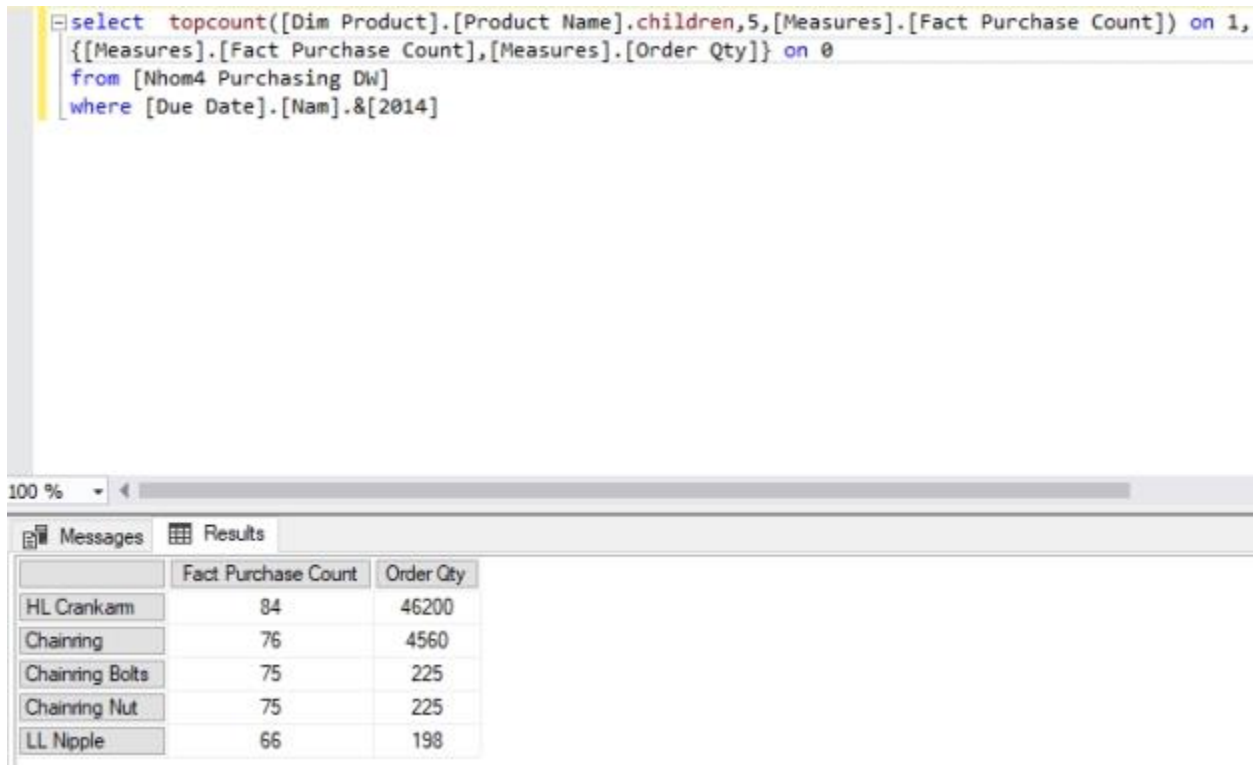 select topcount([Dim Product].[Product Name].children,5,[Measures].[Fact Purchase Count]) on 1,
{[Measures].[Fact Purchase Count],[Measures].[Order Qty]} on 0
from [Nhom4 Purchasing DW]
where [Due Date].[Nam].&[2014]
100 %
Messages Results
Fact Purchase Count Order Qty
HL Crankarm 84 46200
Chainring 76 4560
Chainring Bolts 75 225
Chainring Nut 75 225
LL Nipple 66 198